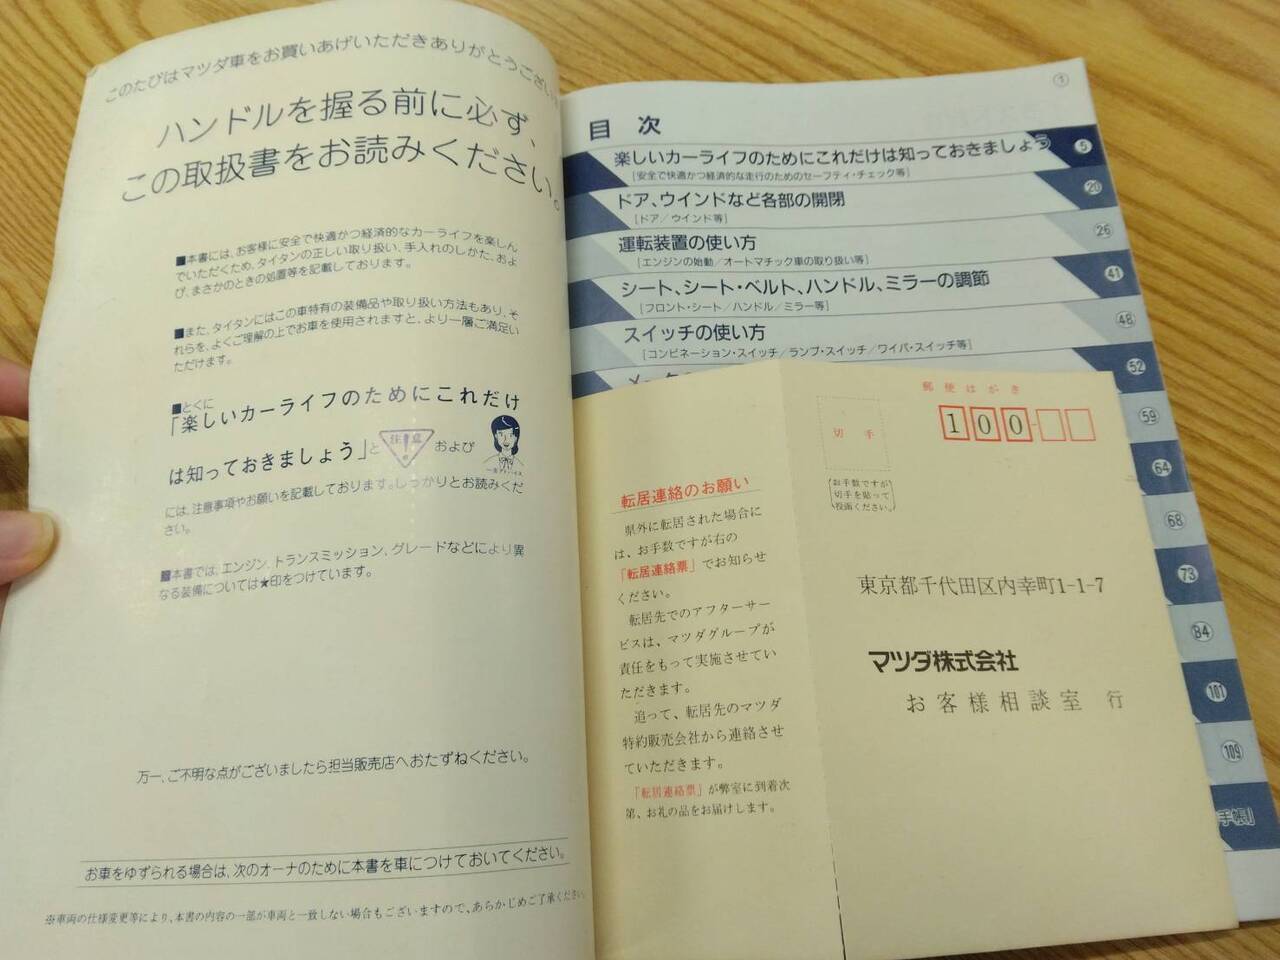 このたびはマツダ車をお買いあげいただきありがとうござい
ハンドルを握る前に必ず、
この取扱書をお読みください。
■本書には、お客様に安全で快適かつ経済的なカーライフを楽しん
でいただくため、タイタンの正しい取り扱い、手入れのしかた、およ
び、まさかのときの処置等を記載しております。
■また、タイタンにはこの車特有の装備品や取り扱い方法もあり、そ
れらを、よくご理解の上でお車を使用されますと、より一層ご満足い
ただけます。
■とくに
「楽しいカーライフのためにこれだけ
は知っておきましょう」と 注意 および
には、注意事項やお願いを記載しております。しっかりとお読みくだ
さい。
■本書では、エンジン、トランスミッション、グレードなどにより異
なる装備については★印をつけています。
万一、ご不明な点がございましたら担当販売店へおたずねください。
お車をゆずられる場合は、次のオーナのために本書を車につけておいてください。
※車両の仕様変更等により、本書の内容の一部が車両と一致しない場合もございますので、あらかじめご了承ください
①
目 次
楽しいカーライフのためにこれだけは知っておきましょう 5
[安全で快適かつ経済的な走行のためのセーフティ・チェック等]
ドア、ウインドなど各部の開閉 20
[ドア/ウインド等]
運転装置の使い方 26
[エンジンの始動/オートマチック車の取り扱い等]
シート、シート・ベルト、ハンドル、ミラーの調節 41
[フロント・シート/ハンドル/ミラー等]
スイッチの使い方 48
[コンビネーション・スイッチ/ランプ・スイッチ/ワイパ・スイッチ等]
52
59
64
68
73
84
101
109
手帳」
転居連絡のお願い
県外に転居された場合に
は、お手数ですが右の
「転居連絡票」でお知らせ
ください。
転居先でのアフターサー
ビスは、マツダグループが
責任をもって実施させてい
ただきます。
追って、転居先のマツダ
特約販売会社から連絡させ
ていただきます。
「転居連絡票」が弊室に到着次
第、お礼の品をお届けします。
郵便はがき
切 手
100-
お手数ですが
切手を貼って
投函ください。
東京都千代田区内幸町1-1-7
マツダ株式会社
お客様相談室 行